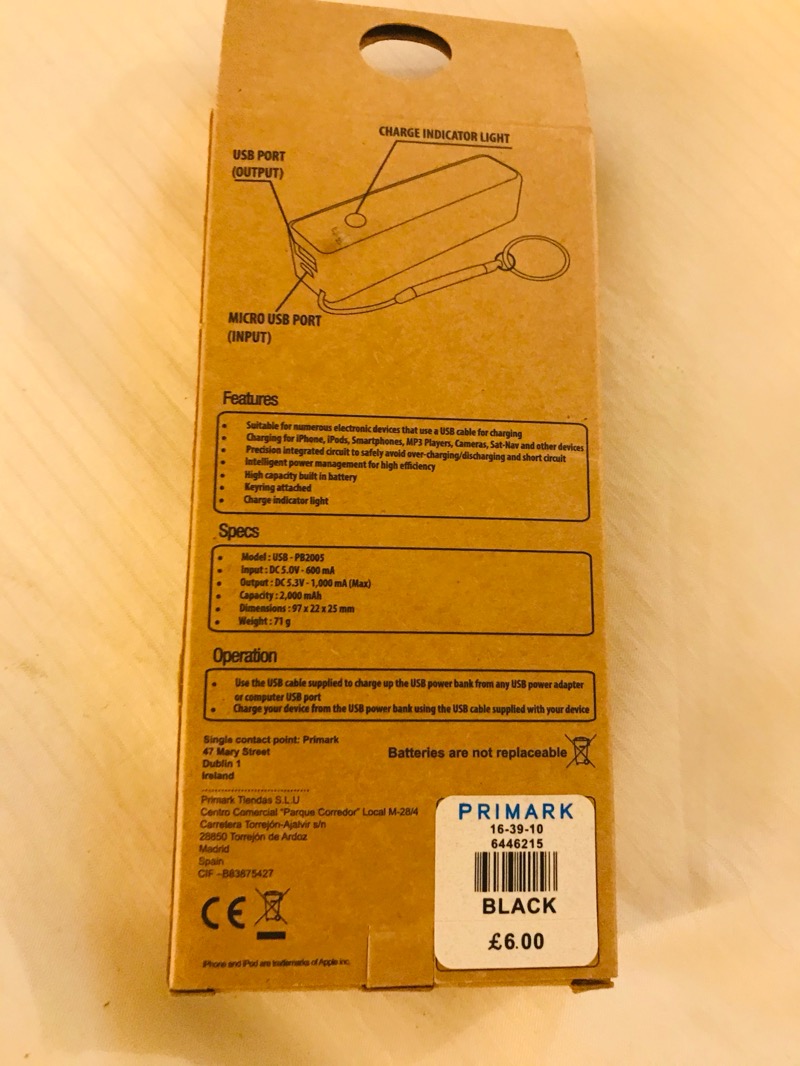 CHARGE INDICATOR LIGHT
USB PORT
(OUTPUT)
MICRO USB PORT
(INPUT)
Features
• Suitable for numerous electronic devices that use a USB cable for charging
• Charging for iPhone, iPods, Smartphones, MP3 Players, Cameras, Sat-Nav and other devices
• Precision integrated circuit to safely avoid over-charging/discharging and short circuit
• Intelligent power management for high efficiency
• High capacity built in battery
• Keyring attached
• Charge indicator light
Specs
• Model : USB - PB2005
• Input : DC 5.0V - 600 mA
• Output : DC 5.3V - 1,000 mA (Max)
• Capacity : 2,000 mAh
• Dimensions : 97 x 22 x 25 mm
• Weight : 71 g
Operation
• Use the USB cable supplied to charge up the USB power bank from any USB power adapter
or computer USB port
• Charge your device from the USB power bank using the USB cable supplied with your device
Single contact point: Primark
47 Mary Street
Dublin 1
Ireland
Batteries are not replaceable
Primark Tiendas S.L.U
Centro Comercial "Parque Corredor" Local M-28/4
Carretera Torrejón-Ajalvir s/n
28850 Torrejón de Ardoz
Madrid
Spain
CIF -B83875427
CE
iPhone and iPod are trademarks of Apple inc.
PRIMARK
16-39-10
6446215
BLACK
£6.00